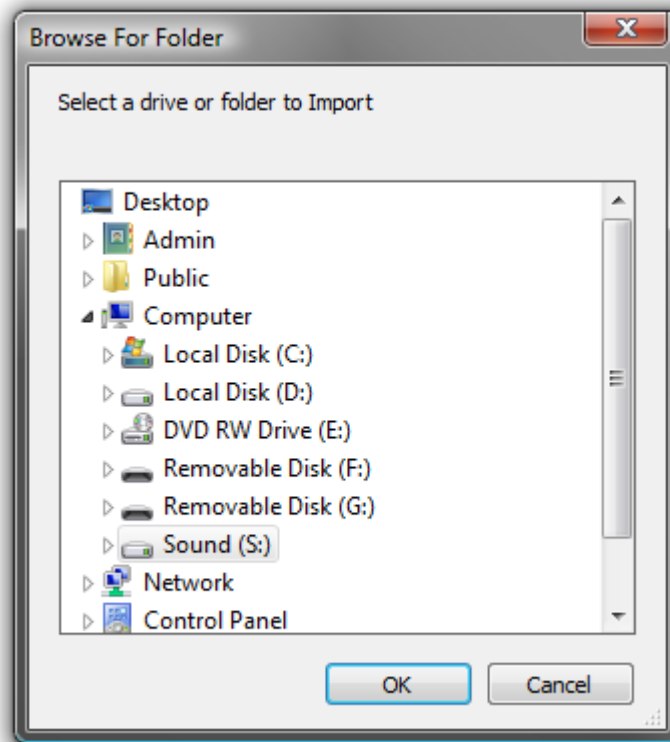 Browse For Folder
Select a drive or folder to Import
Desktop
Admin
Public
Computer
Local Disk (C:)
Local Disk (D:)
DVD RW Drive (E:)
Removable Disk (F:)
Removable Disk (G:)
Sound (S:)
Network
Control Panel
OK Cancel